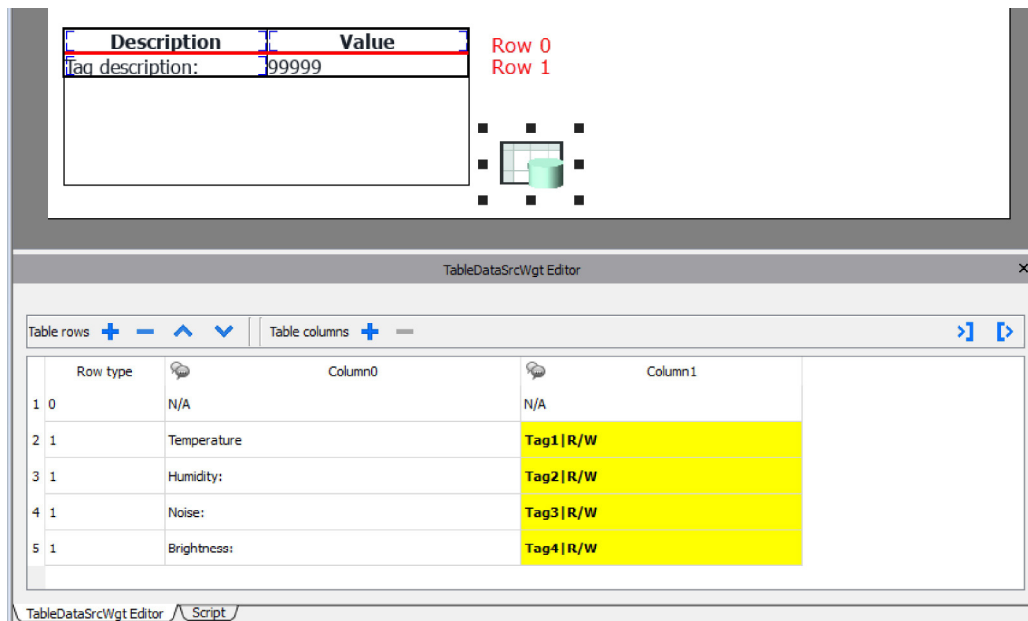 Description Value Row 0
Tag description: 99999 Row 1
TableDataSrcWgt Editor
Table rows Table columns
Row type Column0 Column1
1 0 N/A N/A
2 1 Temperature Tag1|R/W
3 1 Humidity: Tag2|R/W
4 1 Noise: Tag3|R/W
5 1 Brightness: Tag4|R/W
TableDataSrcWgt Editor Script